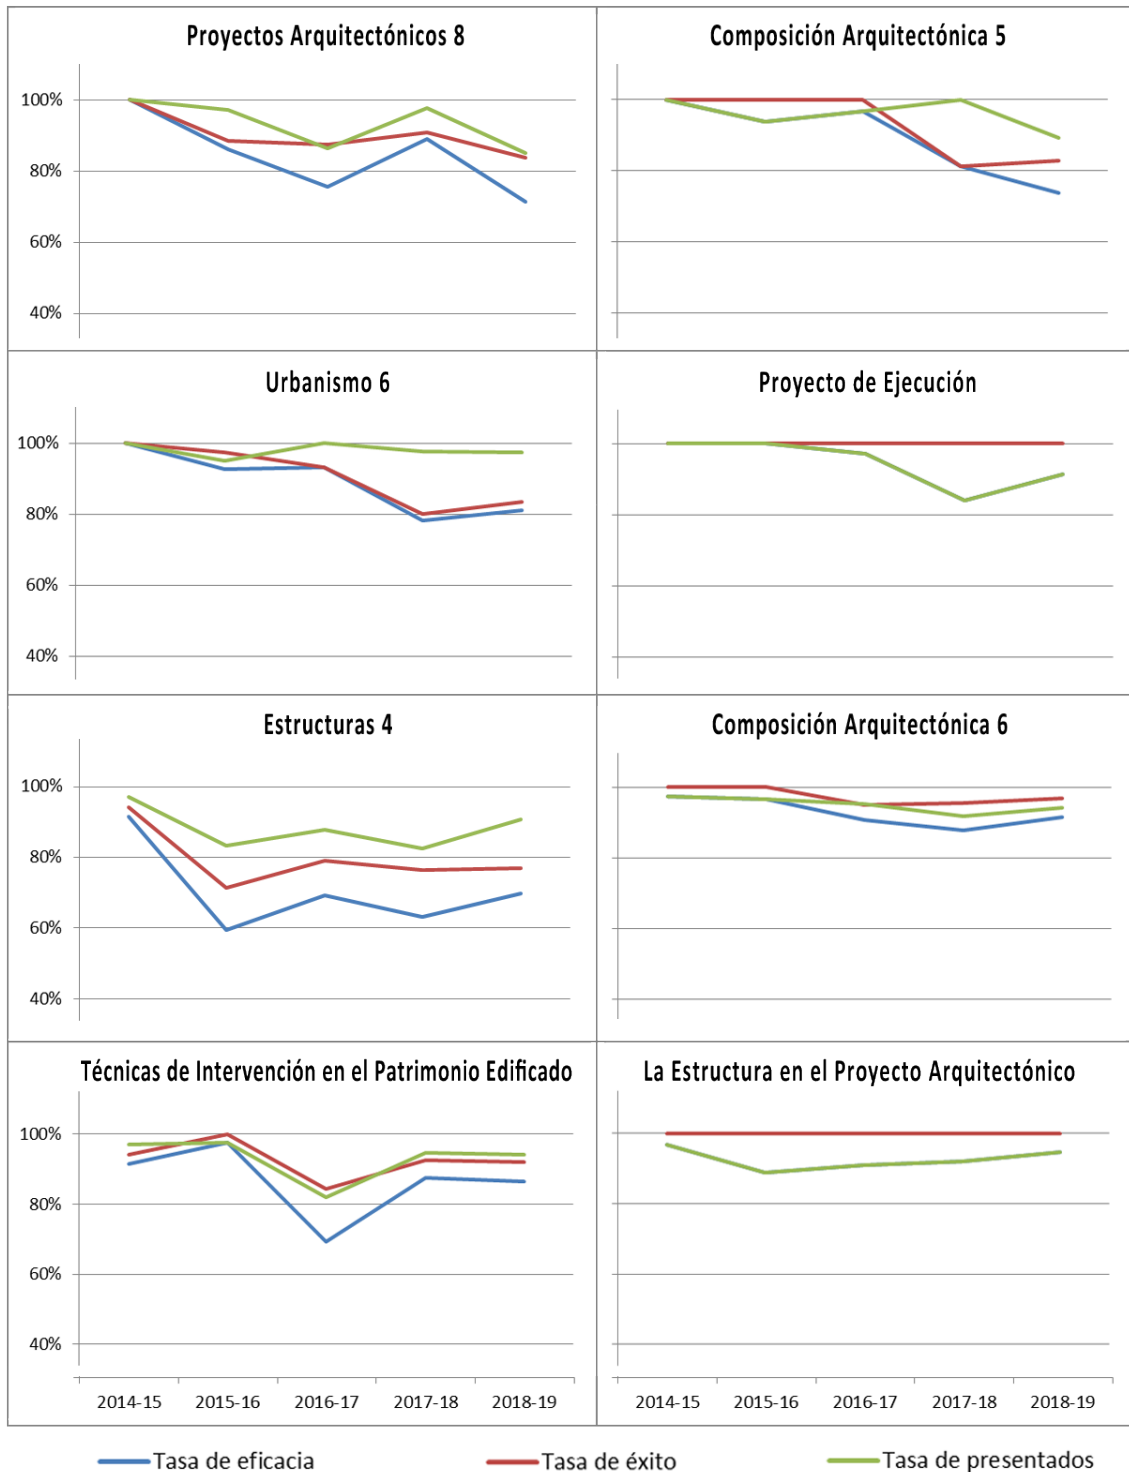 Proyectos Arquitectónicos 8
100%
80%
60%
40%
Composición Arquitectónica 5
Urbanismo 6
100%
80%
60%
40%
Proyecto de Ejecución
Estructuras 4
100%
80%
60%
40%
Composición Arquitectónica 6
Técnicas de Intervención en el Patrimonio Edificado
100%
80%
60%
40%
2014-15 2015-16 2016-17 2017-18 2018-19
La Estructura en el Proyecto Arquitectónico
2014-15 2015-16 2016-17 2017-18 2018-19
Tasa de eficacia Tasa de éxito Tasa de presentados